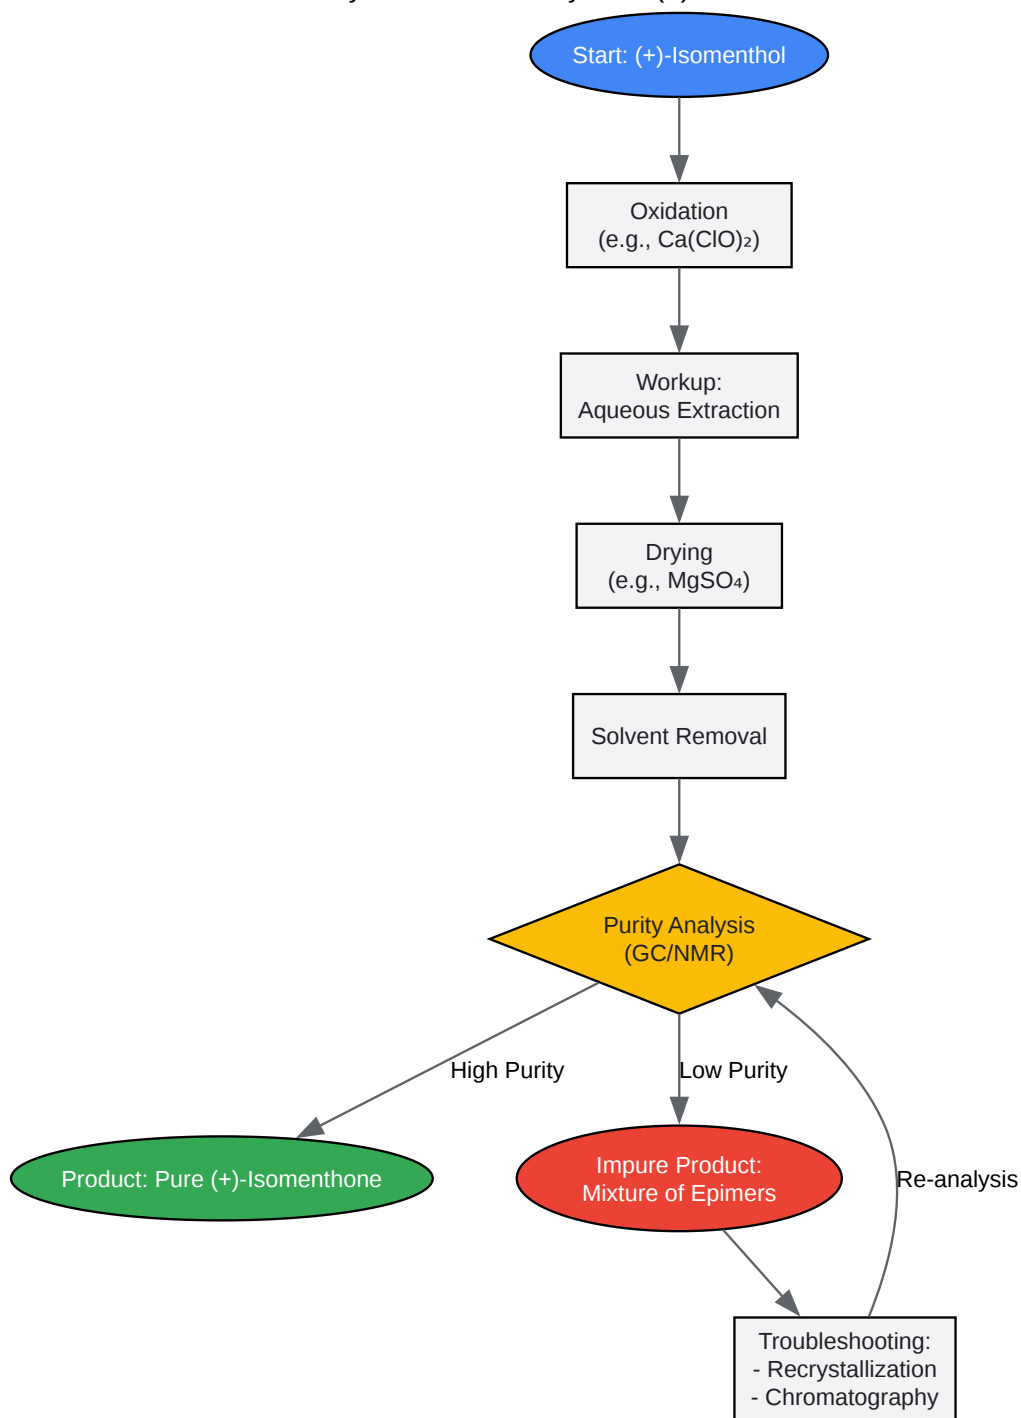 Start: (+)-Isomenthol
Oxidation
(e.g., Ca(ClO)₂)
Workup:
Aqueous Extraction
Drying
(e.g., MgSO₄)
Solvent Removal
Purity Analysis
(GC/NMR)
High Purity
Low Purity
Product: Pure (+)-Isomenthone
Impure Product:
Mixture of Epimers
Re-analysis
Troubleshooting:
- Recrystallization
- Chromatography